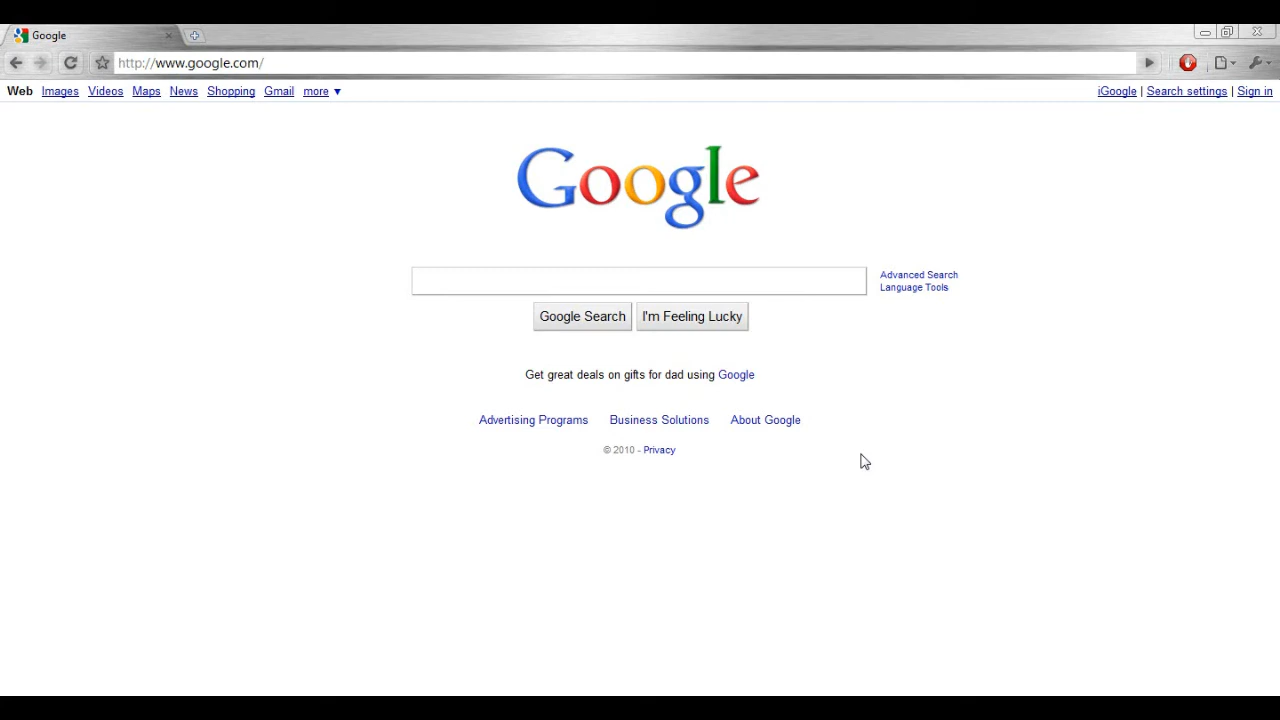 Google
http://www.google.com/
Web Images Videos Maps News Shopping Gmail more ▼
iGoogle | Search settings | Sign in
Google
Advanced Search
Language Tools
Google Search I'm Feeling Lucky
Get great deals on gifts for dad using Google
Advertising Programs Business Solutions About Google
© 2010 - Privacy